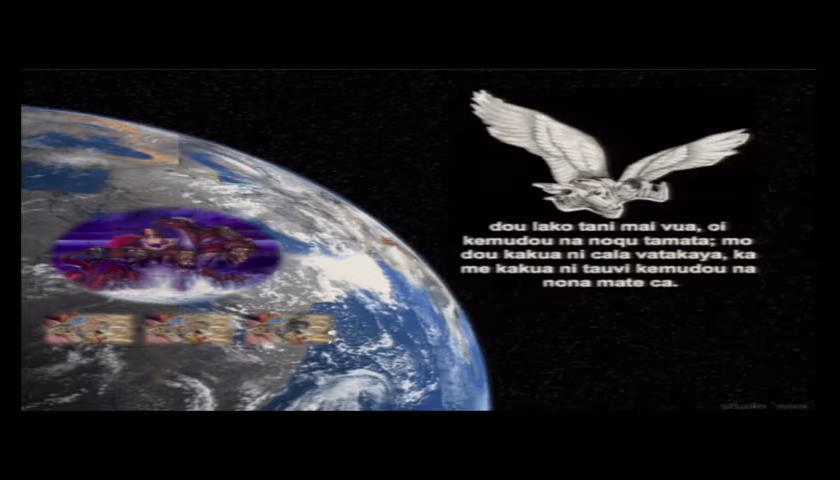 dou lako tani mai vua, oi
kemudou na noqu tamata; mo
dou kakua ni cala vatakaya, ka
me kakua ni tauvi kemudou na
nona mate ca.